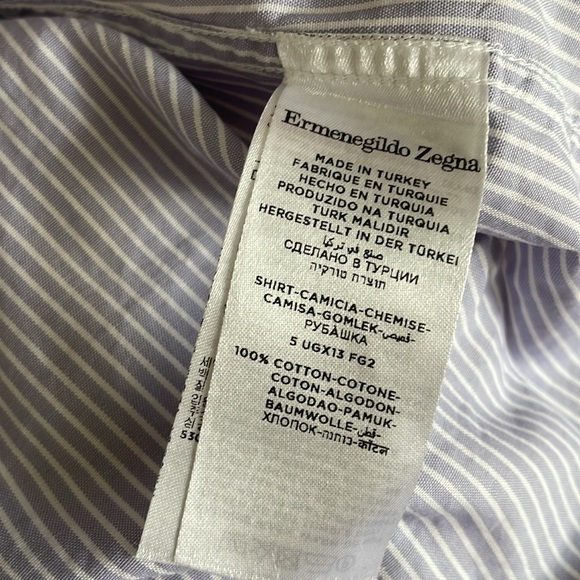 Ermenegildo Zegna
MADE IN TURKEY
FABRIQUE EN TURQUIE
HECHO EN TURQUIA
PRODUZIDO NA TURQUIA
TURK MALIDIR
HERGESTELLT IN DER TÜRKEI
صنع في تركيا
СДЕЛАНО В ТУРЦИИ
תוצרת טורקיה
SHIRT-CAMICIA-CHEMISE-
CAMISA-GOMLEK-قميص-
РУБАШКА
5 UGX13 FG2
100% COTTON-COTONE-
COTON-ALGODON-
ALGODAO-PAMUK-
BAUMWOLLE-قطن-
ХЛОПОК-כותנה-कॉटन